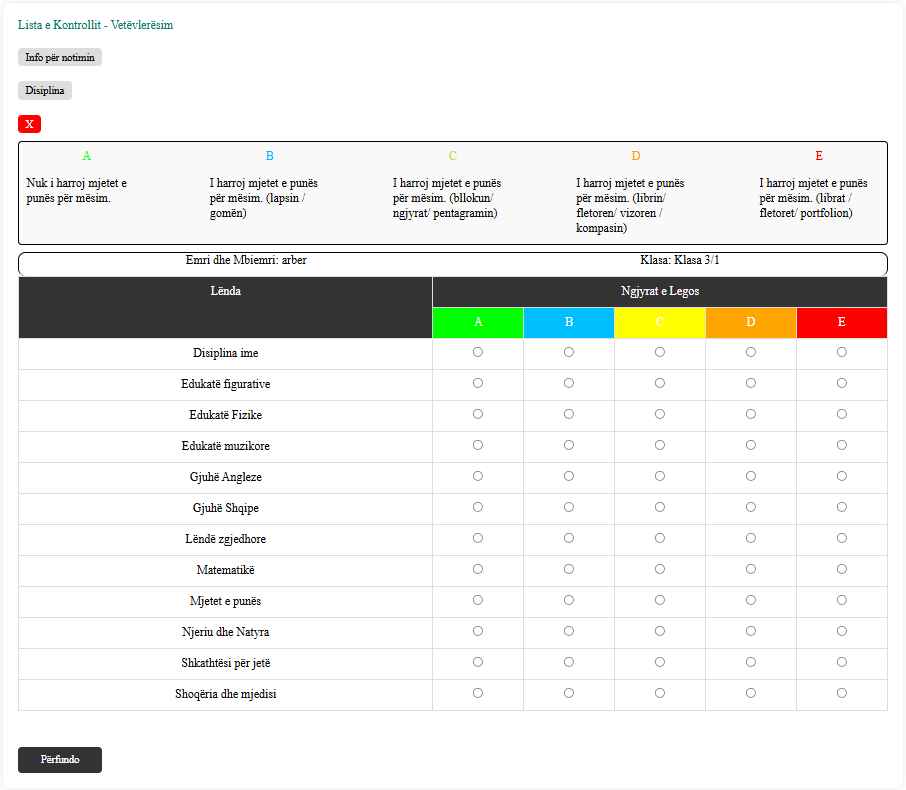 Lista e Kontrollit - Vetëvlerësim
Info për notimin
Disiplina
X
A
Nuk i harroj mjetet e
punës për mësim.
B
I harroj mjetet e punës
për mësim. (lapsin /
gomën)
C
I harroj mjetet e punës
për mësim. (bllokun/
ngjyrat/ pentagramin)
D
I harroj mjetet e punës
për mësim. (librin/
fletoren/ vizoren /
kompasin)
E
I harroj mjetet e punës
për mësim. (librat /
fletoret/ portfolion)
Emri dhe Mbiemri: arber Klasa: Klasa 3/1
Lënda Ngjyrat e Legos
A B C D E
Disiplina ime
Edukatë figurative
Edukatë Fizike
Edukatë muzikore
Gjuhë Angleze
Gjuhë Shqipe
Lëndë zgjedhore
Matematikë
Mjetet e punës
Njeriu dhe Natyra
Shkathtësi për jetë
Shoqëria dhe mjedisi
Përfundo